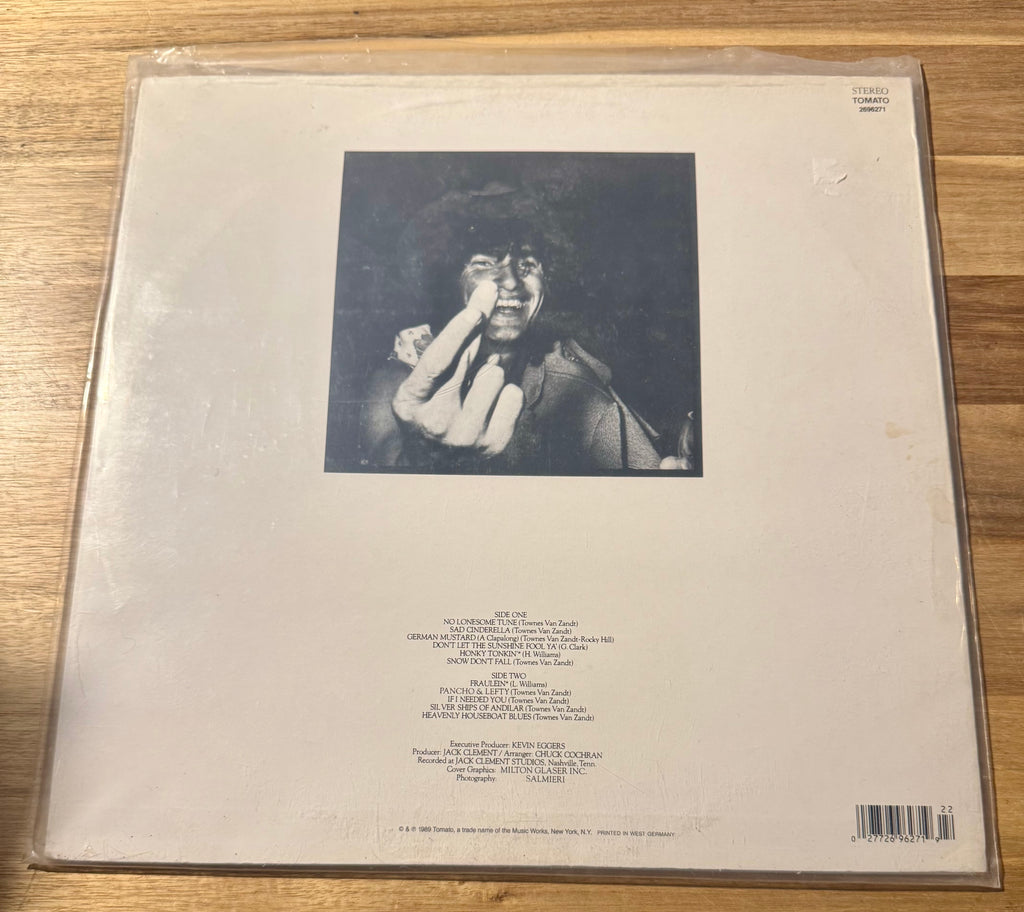 STEREO
TOMATO
2696271
SIDE ONE
NO LONESOME TUNE (Townes Van Zandt)
SAD CINDERELLA (Townes Van Zandt)
GERMAN MUSTARD (A Clapalong) (Townes Van Zandt-Rocky Hill)
DON'T LET THE SUNSHINE FOOL YA' (G. Clark)
HONKY TONKIN'* (H. Williams)
SNOW DON'T FALL (Townes Van Zandt)
SIDE TWO
FRAULEIN* (L. Williams)
PANCHO & LEFTY (Townes Van Zandt)
IF I NEEDED YOU (Townes Van Zandt)
SILVER SHIPS OF ANDILAR (Townes Van Zandt)
HEAVENLY HOUSEBOAT BLUES (Townes Van Zandt)
Executive Producer: KEVIN EGGERS
Producer: JACK CLEMENT / Arranger: CHUCK COCHRAN
Recorded at JACK CLEMENT STUDIOS, Nashville, Tenn.
Cover Graphics: MILTON GLASER INC.
Photography: SALMIERI
© & ℗ 1989 Tomato, a trade name of the Music Works, New York, N.Y. PRINTED IN WEST GERMANY
22
0 27726 96271 9